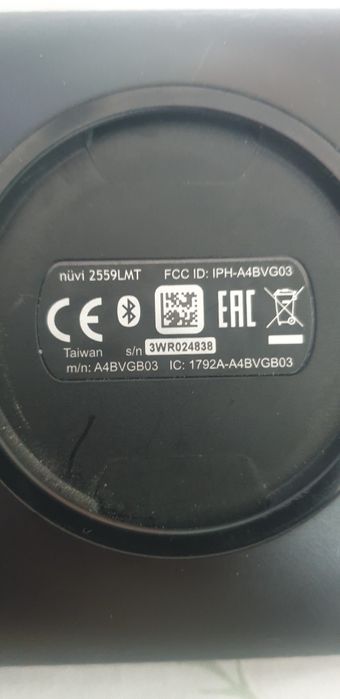 nüvi 2559LMT FCC ID: IPH-A4BVG03
CE EAC
Taiwan s/n 3WR024838
m/n: A4BVGB03 IC: 1792A-A4BVGB03